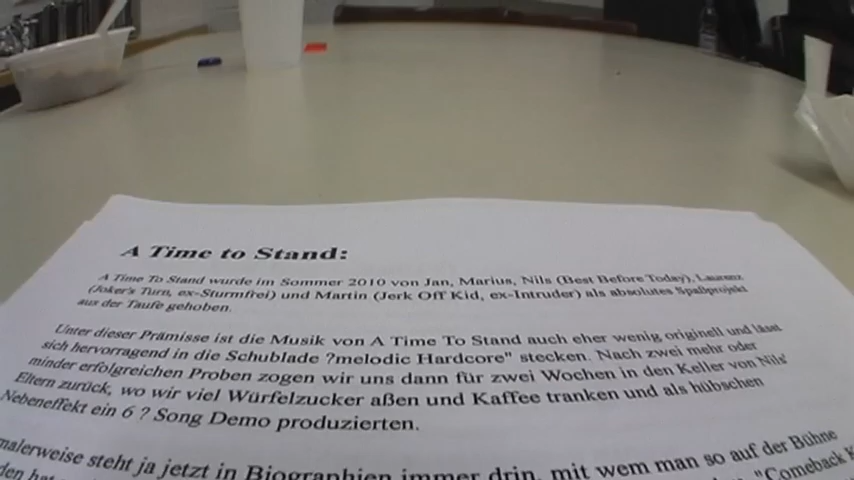 A Time to Stand:
A Time To Stand wurde im Sommer 2010 von Jan, Marius, Nils (Best Before Today), Laurenz
(Joker's Turn, ex-Sturmfrei) und Martin (Jerk Off Kid, ex-Intruder) als absolutes Spaßprojekt
aus der Taufe gehoben.
Unter dieser Prämisse ist die Musik von A Time To Stand auch eher wenig originell und lässt
sich hervorragend in die Schublade ?melodic Hardcore" stecken. Nach zwei mehr oder
minder erfolgreichen Proben zogen wir uns dann für zwei Wochen in den Keller von Nils'
Eltern zurück, wo wir viel Würfelzucker aßen und Kaffee tranken und als hübschen
Nebeneffekt ein 6 ? Song Demo produzierten.
malerweise steht ja jetzt in Biographien immer drin, mit wem man so auf der Bühne
"Comeback K